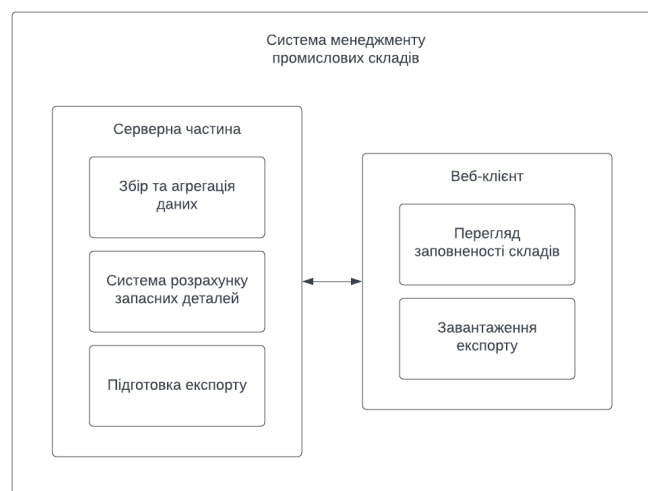 Система менеджменту
промислових складів
Серверна частина
Збір та агрегація
даних
Система розрахунку
запасних деталей
Підготовка експорту
Веб-клієнт
Перегляд
заповненості складів
Завантаження
експорту